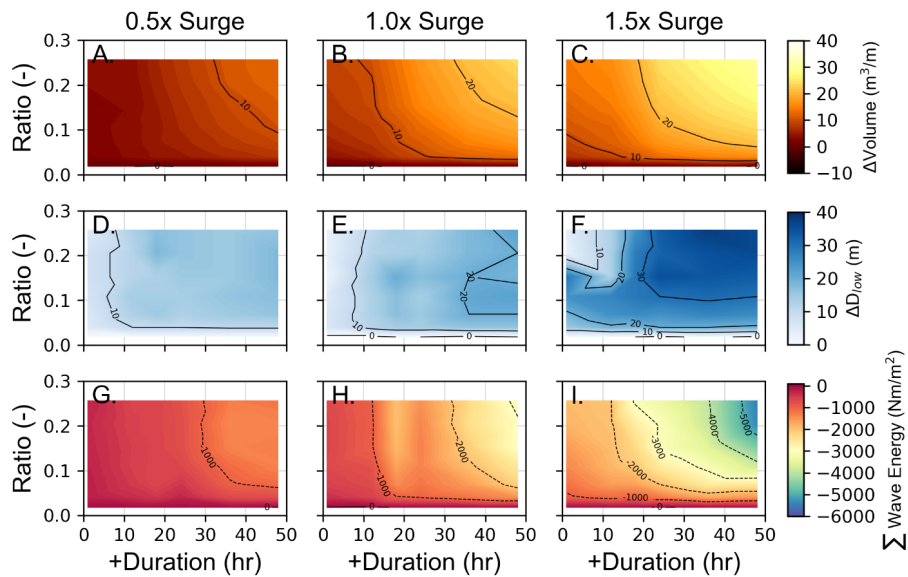 0.5x Surge 1.0x Surge 1.5x Surge
A. B. C.
Ratio (-)
0.3
0.2
0.1
0.0
10 0
10 20 0
20 10 0 0
40
30
20
10
0
−10
ΔVolume (m³/m)
D. E. F.
Ratio (-)
0.3
0.2
0.1
0.0
10
10 20 20 0 0
10 10 30 20 20 0 0
40
30
20
10
0
ΔD_low (m)
G. H. I.
Ratio (-)
0.3
0.2
0.1
0.0
-1000 0
-1000 -2000
-1000 -2000 -3000 -4000 -5000
0
−1000
−2000
−3000
−4000
−5000
−6000
∑ Wave Energy (Nm/m²)
0 10 20 30 40 50 0 10 20 30 40 50 0 10 20 30 40 50
+Duration (hr) +Duration (hr) +Duration (hr)